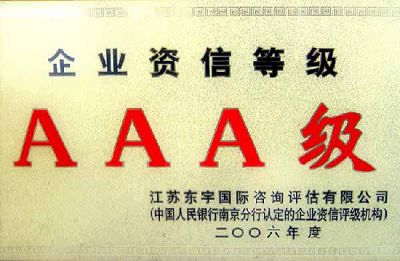 企业资信等级
AAA级
江苏东宇国际咨询评估有限公司
(中国人民银行南京分行认定的企业资信评级机构)
二〇〇六年度